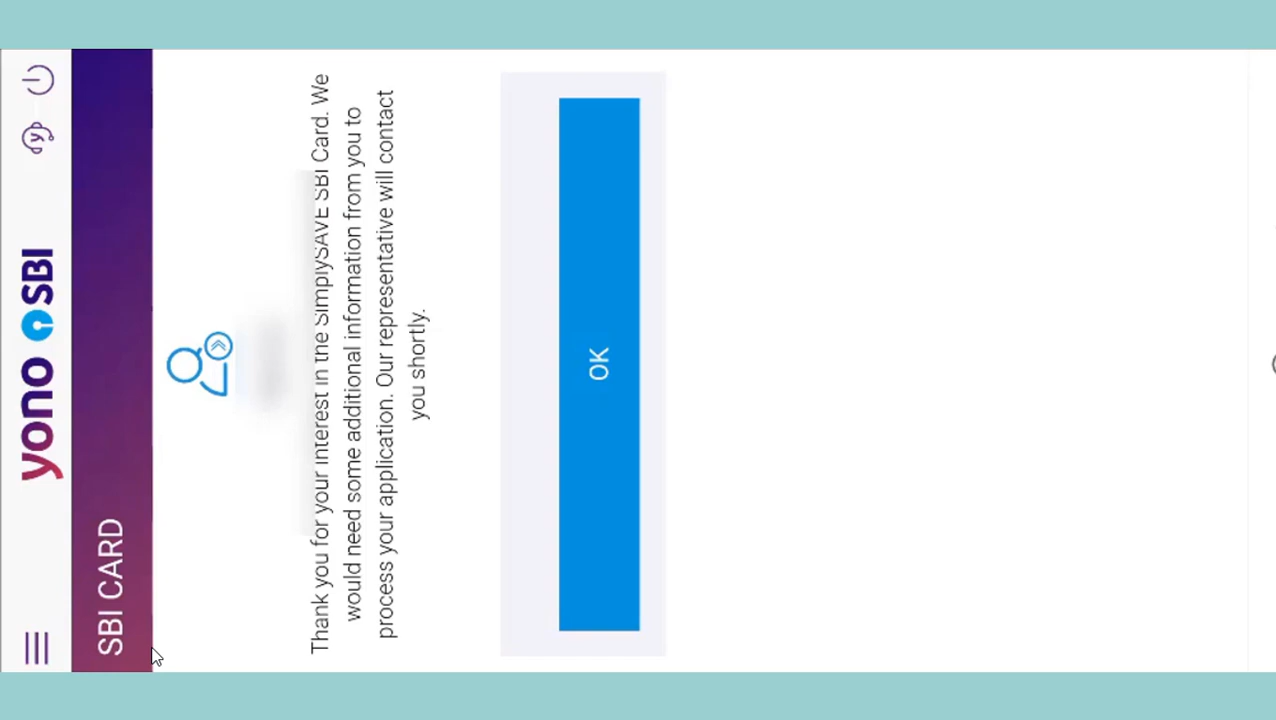 yono SBI
SBI CARD
Thank you for your interest in the SimplySAVE SBI Card. We
would need some additional information from you to
process your application. Our representative will contact
you shortly.
OK